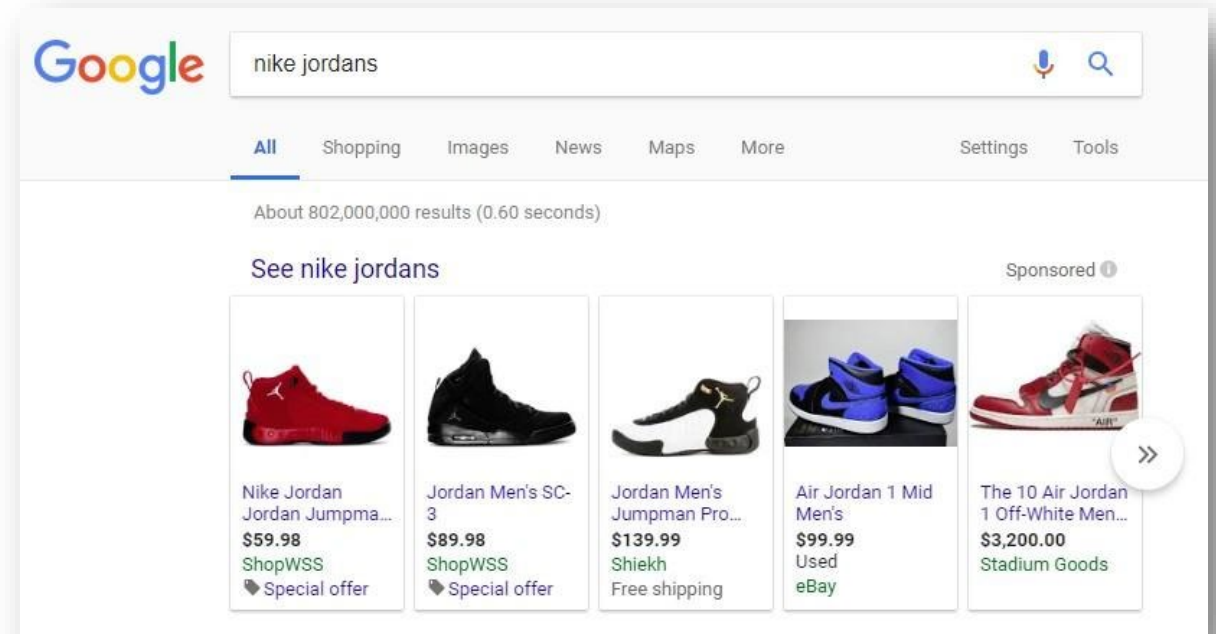 Google
nike jordans
All Shopping Images News Maps More Settings Tools
About 802,000,000 results (0.60 seconds)
See nike jordans
Sponsored
Nike Jordan
Jordan Jumpma...
$59.98
ShopWSS
Special offer
Jordan Men's SC-
3
$89.98
ShopWSS
Special offer
Jordan Men's
Jumpman Pro...
$139.99
Shiekh
Free shipping
Air Jordan 1 Mid
Men's
$99.99
Used
eBay
"AIR"
The 10 Air Jordan
1 Off-White Men...
$3,200.00
Stadium Goods